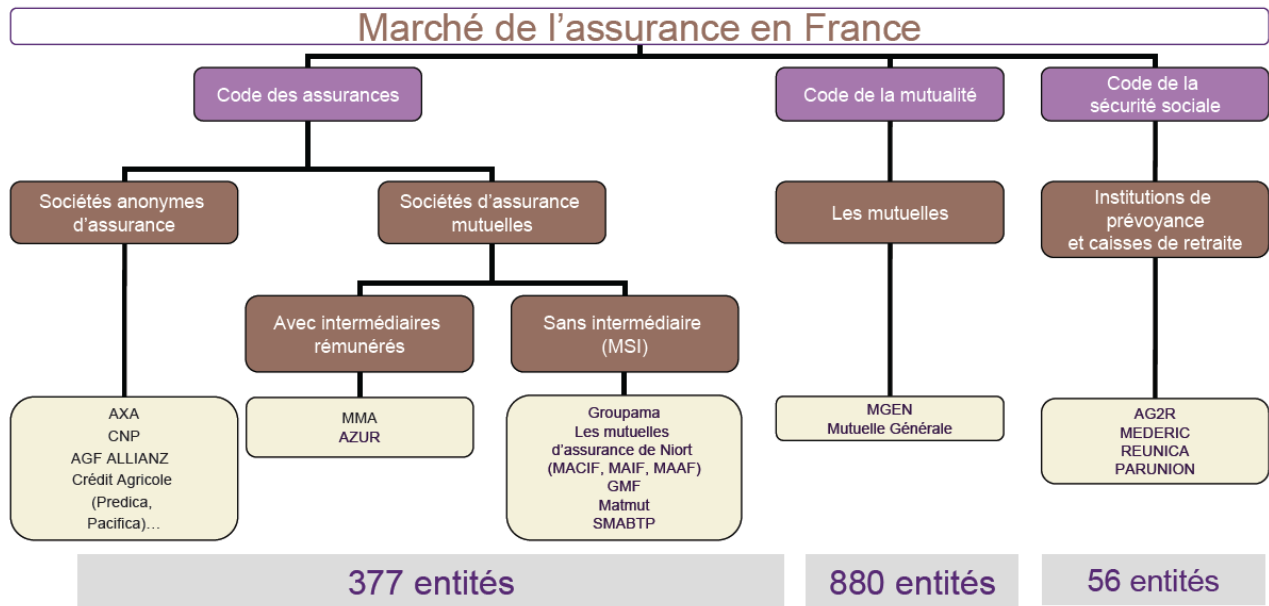 Marché de l’assurance en France
Code des assurances
Code de la mutualité
Code de la
sécurité sociale
Sociétés anonymes
d’assurance
Sociétés d’assurance
mutuelles
Les mutuelles
Institutions de
prévoyance
et caisses de retraite
Avec intermédiaires
rémunérés
Sans intermédiaire
(MSI)
AXA
CNP
AGF ALLIANZ
Crédit Agricole
(Predica,
Pacifica)…
MMA
AZUR
Groupama
Les mutuelles
d’assurance de Niort
(MACIF, MAIF, MAAF)
GMF
Matmut
SMABTP
MGEN
Mutuelle Générale
AG2R
MEDERIC
REUNICA
PARUNION
377 entités
880 entités
56 entités